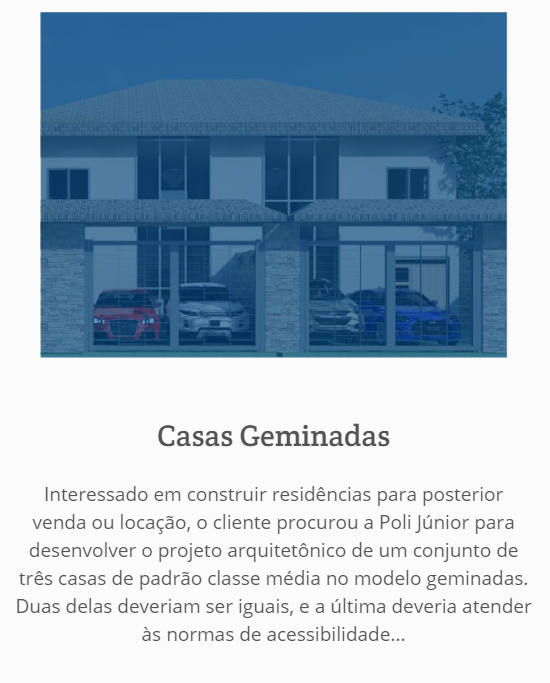 Casas Geminadas
Interessado em construir residências para posterior
venda ou locação, o cliente procurou a Poli Júnior para
desenvolver o projeto arquitetônico de um conjunto de
três casas de padrão classe média no modelo geminadas.
Duas delas deveriam ser iguais, e a última deveria atender
às normas de acessibilidade...